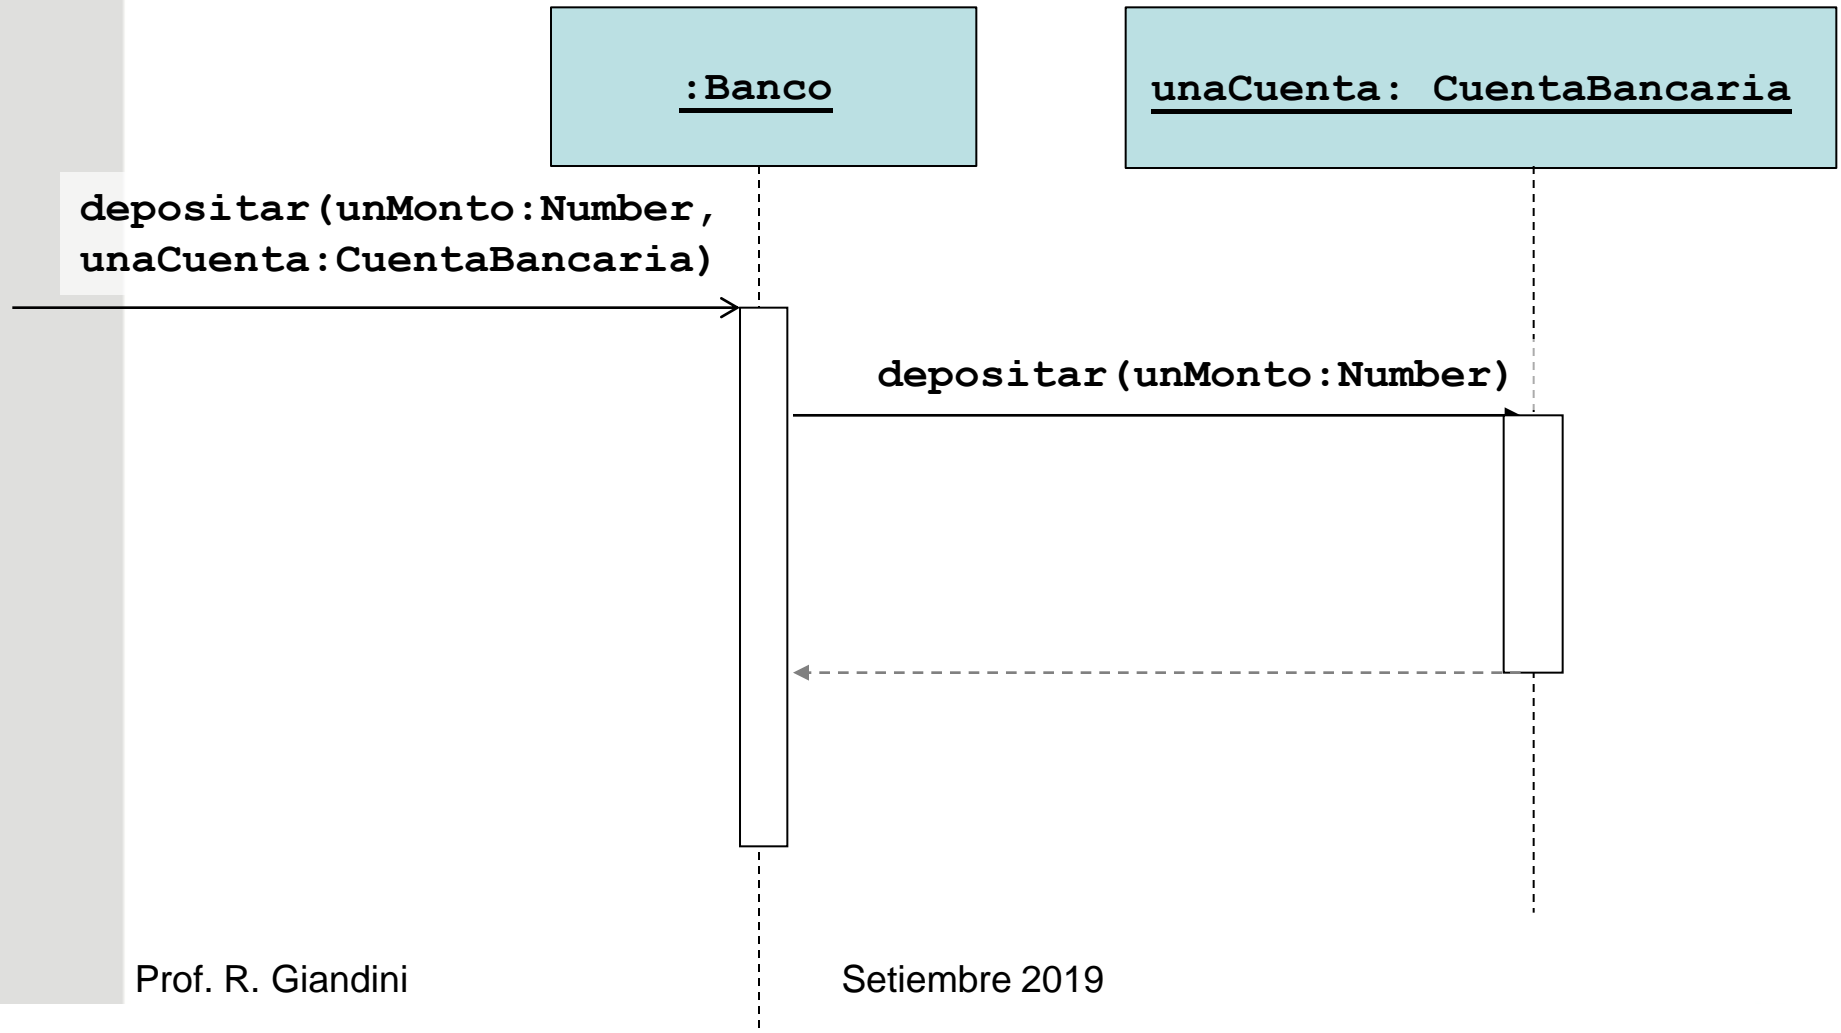 :Banco
unaCuenta: CuentaBancaria
depositar(unMonto:Number,
unaCuenta:CuentaBancaria)
depositar(unMonto:Number)
Prof. R. Giandini
Setiembre 2019